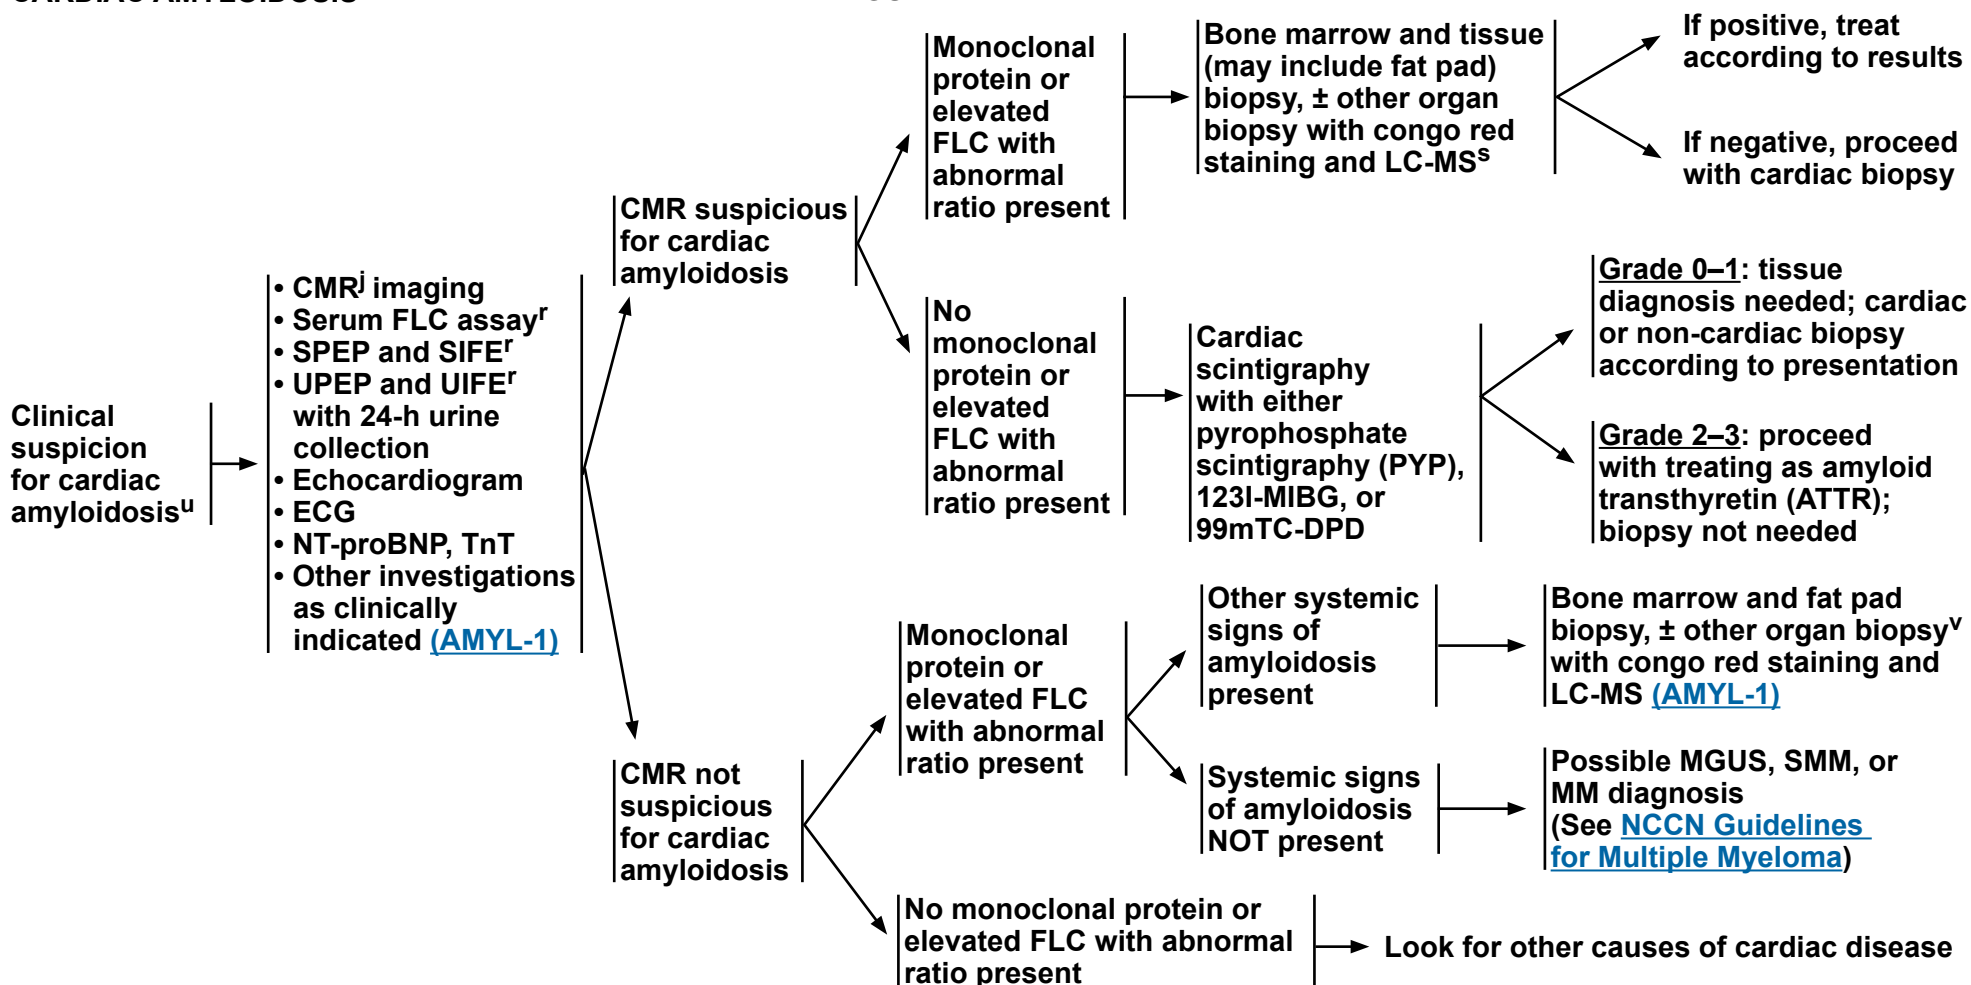 Clinical
suspicion
for cardiac
amyloidosisᵘ
• CMRʲ imaging
• Serum FLC assayʳ
• SPEP and SIFEʳ
• UPEP and UIFEʳ
with 24-h urine
collection
• Echocardiogram
• ECG
• NT-proBNP, TnT
• Other investigations
as clinically
indicated (AMYL-1)
CMR suspicious
for cardiac
amyloidosis
Monoclonal
protein or
elevated
FLC with
abnormal
ratio present
Bone marrow and tissue
(may include fat pad)
biopsy, ± other organ
biopsy with congo red
staining and LC-MSˢ
If positive, treat
according to results
If negative, proceed
with cardiac biopsy
No
monoclonal
protein or
elevated
FLC with
abnormal
ratio present
Cardiac
scintigraphy
with either
pyrophosphate
scintigraphy (PYP),
123I-MIBG, or
99mTC-DPD
Grade 0–1: tissue
diagnosis needed; cardiac
or non-cardiac biopsy
according to presentation
Grade 2–3: proceed
with treating as amyloid
transthyretin (ATTR);
biopsy not needed
CMR not
suspicious
for cardiac
amyloidosis
Monoclonal
protein or
elevated FLC
with abnormal
ratio present
Other systemic
signs of
amyloidosis
present
Bone marrow and fat pad
biopsy, ± other organ biopsyᵛ
with congo red staining and
LC-MS (AMYL-1)
Systemic signs
of amyloidosis
NOT present
Possible MGUS, SMM, or
MM diagnosis
(See NCCN Guidelines
for Multiple Myeloma)
No monoclonal protein or
elevated FLC with abnormal
ratio present
Look for other causes of cardiac disease